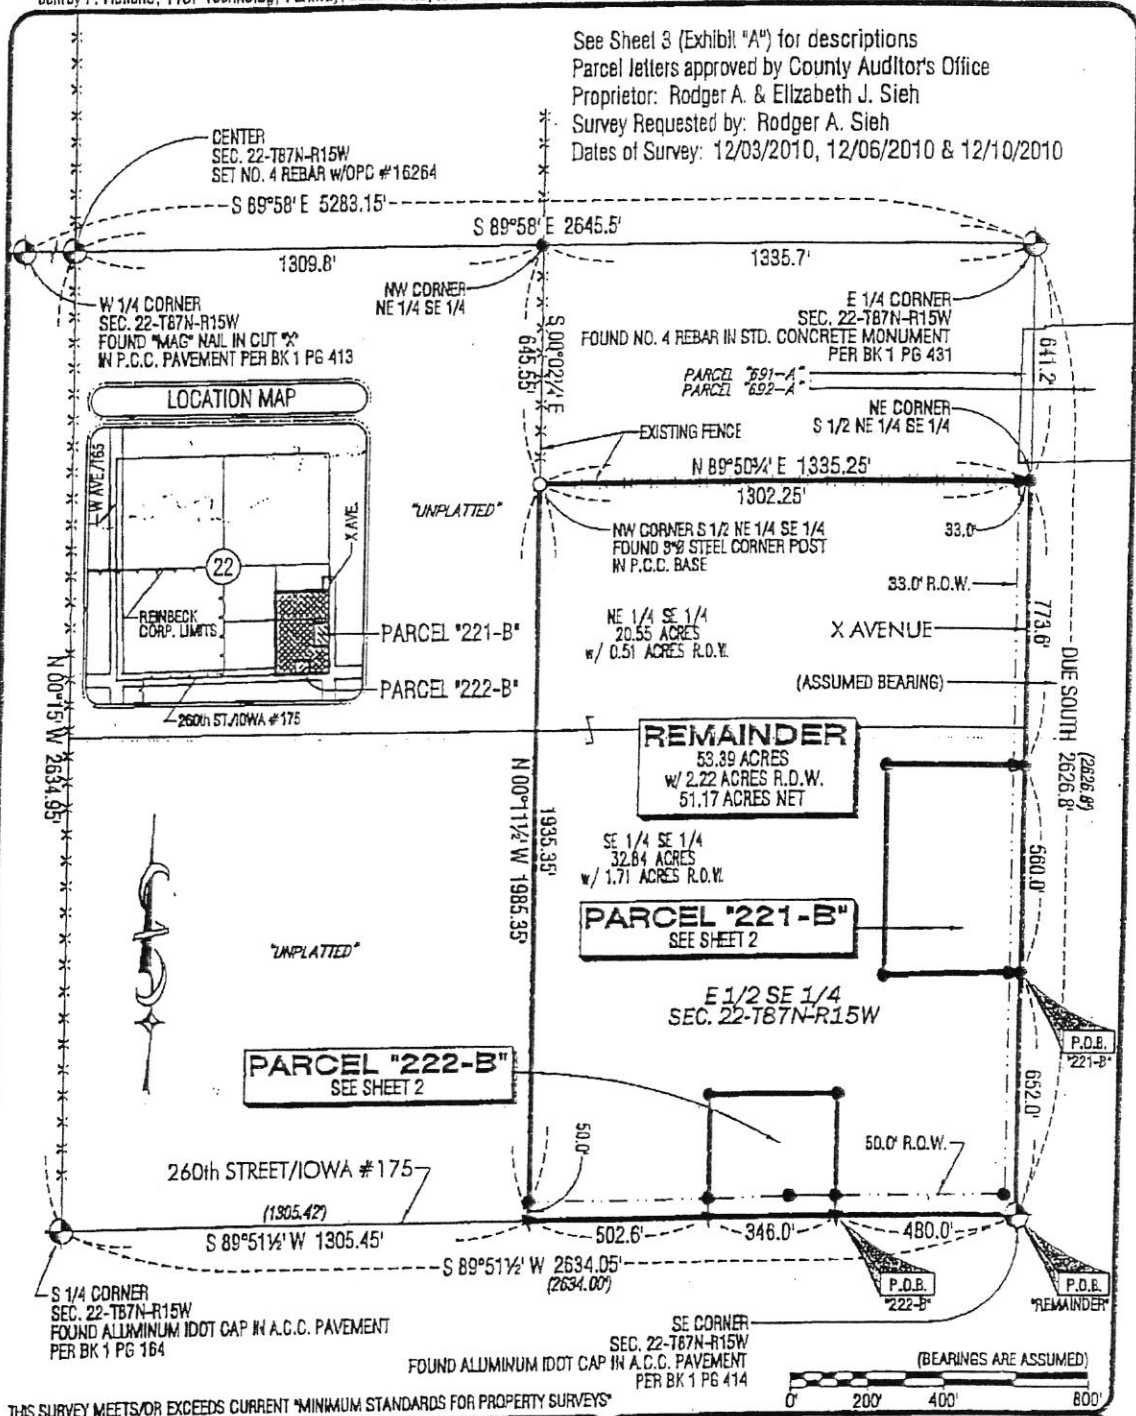 See Sheet 3 (Exhibit "A") for descriptions
Parcel letters approved by County Auditor's Office
Proprietor: Rodger A. & Elizabeth J. Sieh
Survey Requested by: Rodger A. Sieh
Dates of Survey: 12/03/2010, 12/06/2010 & 12/10/2010
CENTER
SEC. 22-T87N-R15W
SET NO. 4 REBAR W/OPC #16264
S 89°58' E 5283.15'
S 89°58' E 2645.5'
1309.8'
1335.7'
W 1/4 CORNER
SEC. 22-T87N-R15W
FOUND "MAG" NAIL IN CUT "X"
IN P.C.C. PAVEMENT PER BK 1 PG 413
NW CORNER
NE 1/4 SE 1/4
E 1/4 CORNER
SEC. 22-T87N-R15W
FOUND NO. 4 REBAR IN STD. CONCRETE MONUMENT
PER BK 1 PG 431
S 00°02¼' E
645.55'
641.2'
PARCEL "691-A"
PARCEL "692-A"
NE CORNER
S 1/2 NE 1/4 SE 1/4
LOCATION MAP
W AVE./165
X AVE.
22
REINBECK
CORP. LIMITS
PARCEL "221-B"
PARCEL "222-B"
260th ST./IOWA #175
EXISTING FENCE
N 89°50¾' E 1335.25'
1302.25'
"UNPLATTED"
NW CORNER S 1/2 NE 1/4 SE 1/4
FOUND 9"Ø STEEL CORNER POST
IN P.C.C. BASE
33.0'
33.0' R.O.W.
NE 1/4 SE 1/4
20.55 ACRES
w/ 0.51 ACRES R.O.W.
X AVENUE
773.6'
(ASSUMED BEARING)
DUE SOUTH 2626.8'
(2626.8')
N 00°15' W 2634.95'
REMAINDER
53.39 ACRES
W/ 2.22 ACRES R.O.W.
51.17 ACRES NET
N 00°11½' W 1985.35'
1935.35'
SE 1/4 SE 1/4
32.84 ACRES
w/ 1.71 ACRES R.O.W.
560.0'
PARCEL "221-B"
SEE SHEET 2
"UNPLATTED"
E 1/2 SE 1/4
SEC. 22-T87N-R15W
P.O.B.
"221-B"
652.0'
PARCEL "222-B"
SEE SHEET 2
50.0'
50.0' R.O.W.
260th STREET/IOWA #175
(1305.42')
S 89°51½' W 1305.45'
502.6'
346.0'
480.0'
S 89°51½' W 2634.05'
(2634.00')
P.O.B.
"222-B"
P.O.B.
"REMAINDER"
S 1/4 CORNER
SEC. 22-T87N-R15W
FOUND ALUMINUM IDOT CAP IN A.C.C. PAVEMENT
PER BK 1 PG 164
SE CORNER
SEC. 22-T87N-R15W
FOUND ALUMINUM IDOT CAP IN A.C.C. PAVEMENT
PER BK 1 PG 414
(BEARINGS ARE ASSUMED)
0' 200' 400' 800'
THIS SURVEY MEETS/OR EXCEEDS CURRENT "MINIMUM STANDARDS FOR PROPERTY SURVEYS"